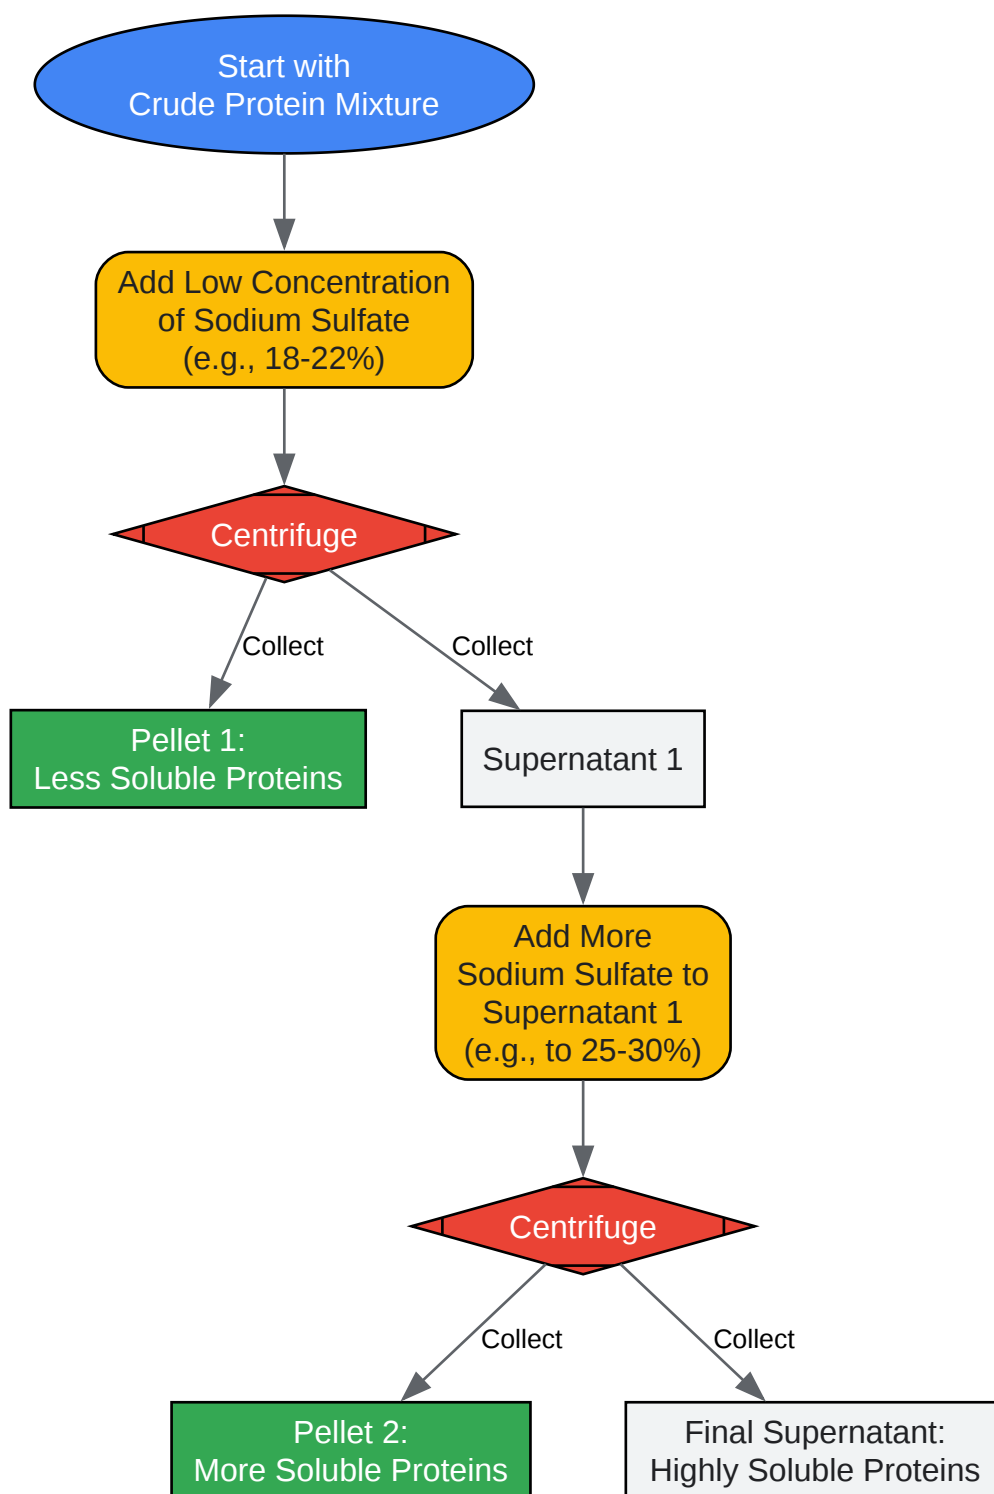 Start with
Crude Protein Mixture
Add Low Concentration
of Sodium Sulfate
(e.g., 18-22%)
Centrifuge
Collect
Collect
Pellet 1:
Less Soluble Proteins
Supernatant 1
Add More
Sodium Sulfate to
Supernatant 1
(e.g., to 25-30%)
Centrifuge
Collect
Collect
Pellet 2:
More Soluble Proteins
Final Supernatant:
Highly Soluble Proteins